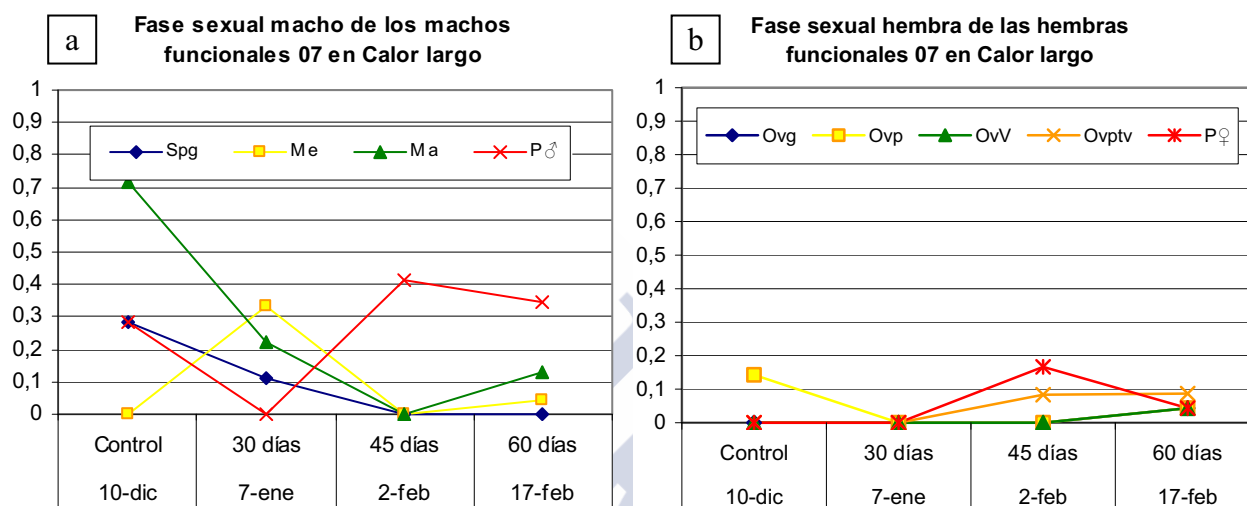 a
Fase sexual macho de los machos
funcionales 07 en Calor largo
1
0,9
0,8
0,7
0,6
0,5
0,4
0,3
0,2
0,1
0
Spg Me Ma P♂
Control 30 días 45 días 60 días
10-dic 7-ene 2-feb 17-feb
b
Fase sexual hembra de las hembras
funcionales 07 en Calor largo
1
0,9
0,8
0,7
0,6
0,5
0,4
0,3
0,2
0,1
0
Ovg Ovp OvV Ovptv P♀
Control 30 días 45 días 60 días
10-dic 7-ene 2-feb 17-feb